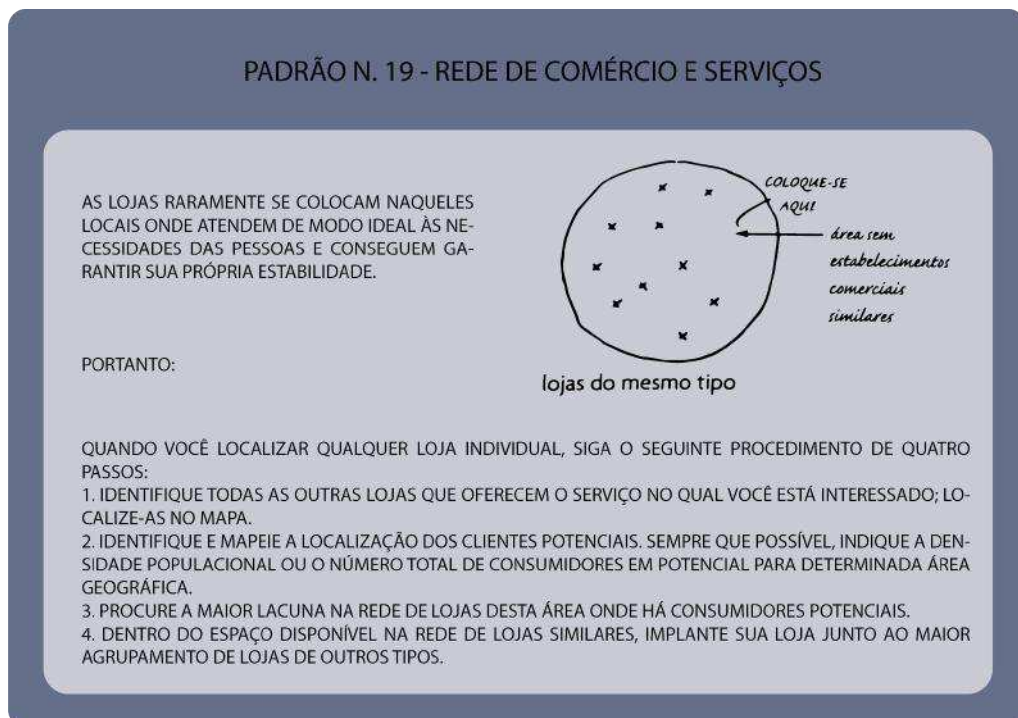 PADRÃO N. 19 - REDE DE COMÉRCIO E SERVIÇOS
AS LOJAS RARAMENTE SE COLOCAM NAQUELES
LOCAIS ONDE ATENDEM DE MODO IDEAL ÀS NE-
CESSIDADES DAS PESSOAS E CONSEGUEM GA-
RANTIR SUA PRÓPRIA ESTABILIDADE.
COLOQUE-SE
AQUI
área sem
estabelecimentos
comerciais
similares
lojas do mesmo tipo
PORTANTO:
QUANDO VOCÊ LOCALIZAR QUALQUER LOJA INDIVIDUAL, SIGA O SEGUINTE PROCEDIMENTO DE QUATRO
PASSOS:
1. IDENTIFIQUE TODAS AS OUTRAS LOJAS QUE OFERECEM O SERVIÇO NO QUAL VOCÊ ESTÁ INTERESSADO; LO-
CALIZE-AS NO MAPA.
2. IDENTIFIQUE E MAPEIE A LOCALIZAÇÃO DOS CLIENTES POTENCIAIS. SEMPRE QUE POSSÍVEL, INDIQUE A DEN-
SIDADE POPULACIONAL OU O NÚMERO TOTAL DE CONSUMIDORES EM POTENCIAL PARA DETERMINADA ÁREA
GEOGRÁFICA.
3. PROCURE A MAIOR LACUNA NA REDE DE LOJAS DESTA ÁREA ONDE HÁ CONSUMIDORES POTENCIAIS.
4. DENTRO DO ESPAÇO DISPONÍVEL NA REDE DE LOJAS SIMILARES, IMPLANTE SUA LOJA JUNTO AO MAIOR
AGRUPAMENTO DE LOJAS DE OUTROS TIPOS.